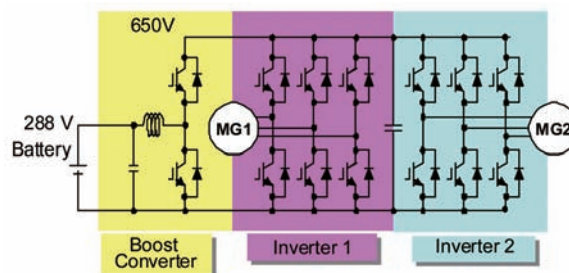 650V
288 V
Battery
MG1
MG2
Boost
Converter
Inverter 1
Inverter 2